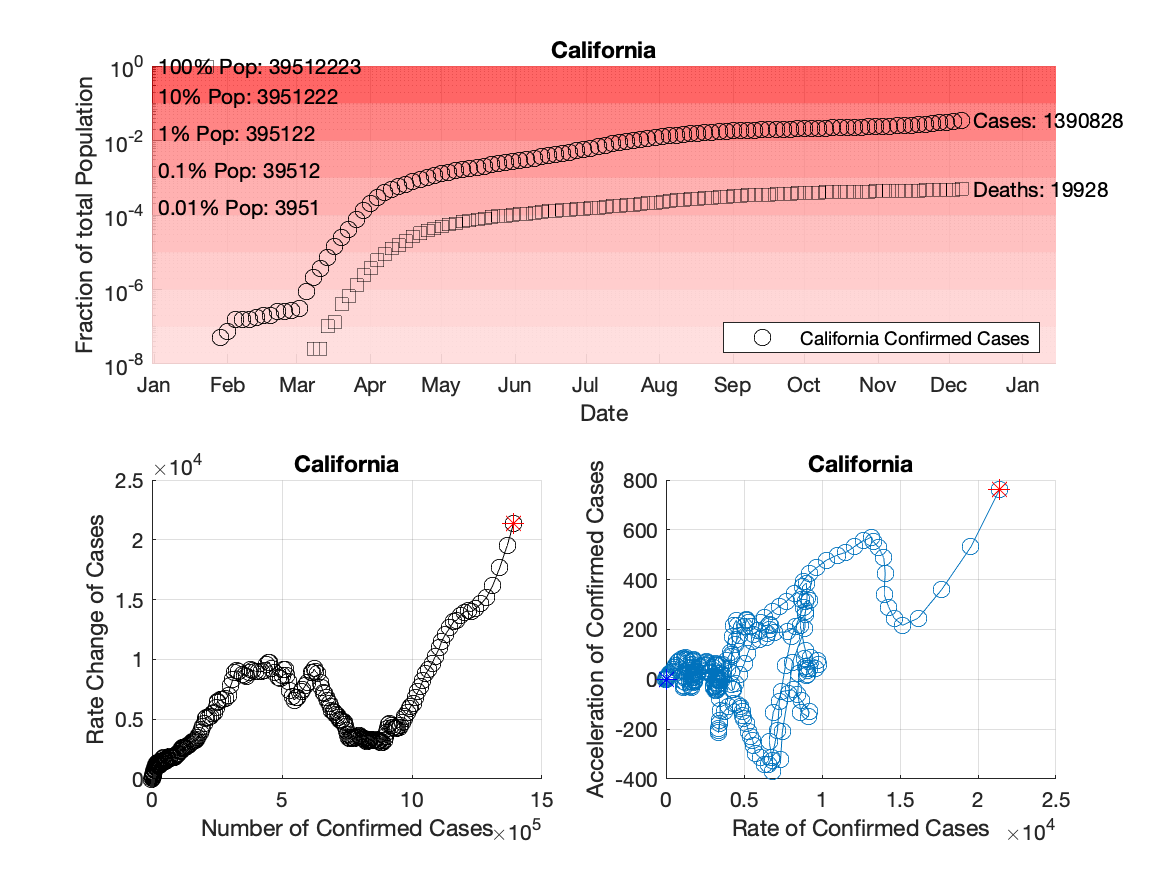 California
Fraction of total Population
10^0
10^-2
10^-4
10^-6
10^-8
100% Pop: 39512223
10% Pop: 3951222
1% Pop: 395122
0.1% Pop: 39512
0.01% Pop: 3951
Cases: 1390828
Deaths: 19928
California Confirmed Cases
Jan Feb Mar Apr May Jun Jul Aug Sep Oct Nov Dec Jan
Date
California
×10^4
Rate Change of Cases
2.5
2
1.5
1
0.5
0
0 5 10 15
Number of Confirmed Cases
×10^5
California
Acceleration of Confirmed Cases
800
600
400
200
0
-200
-400
0 0.5 1 1.5 2 2.5
Rate of Confirmed Cases
×10^4